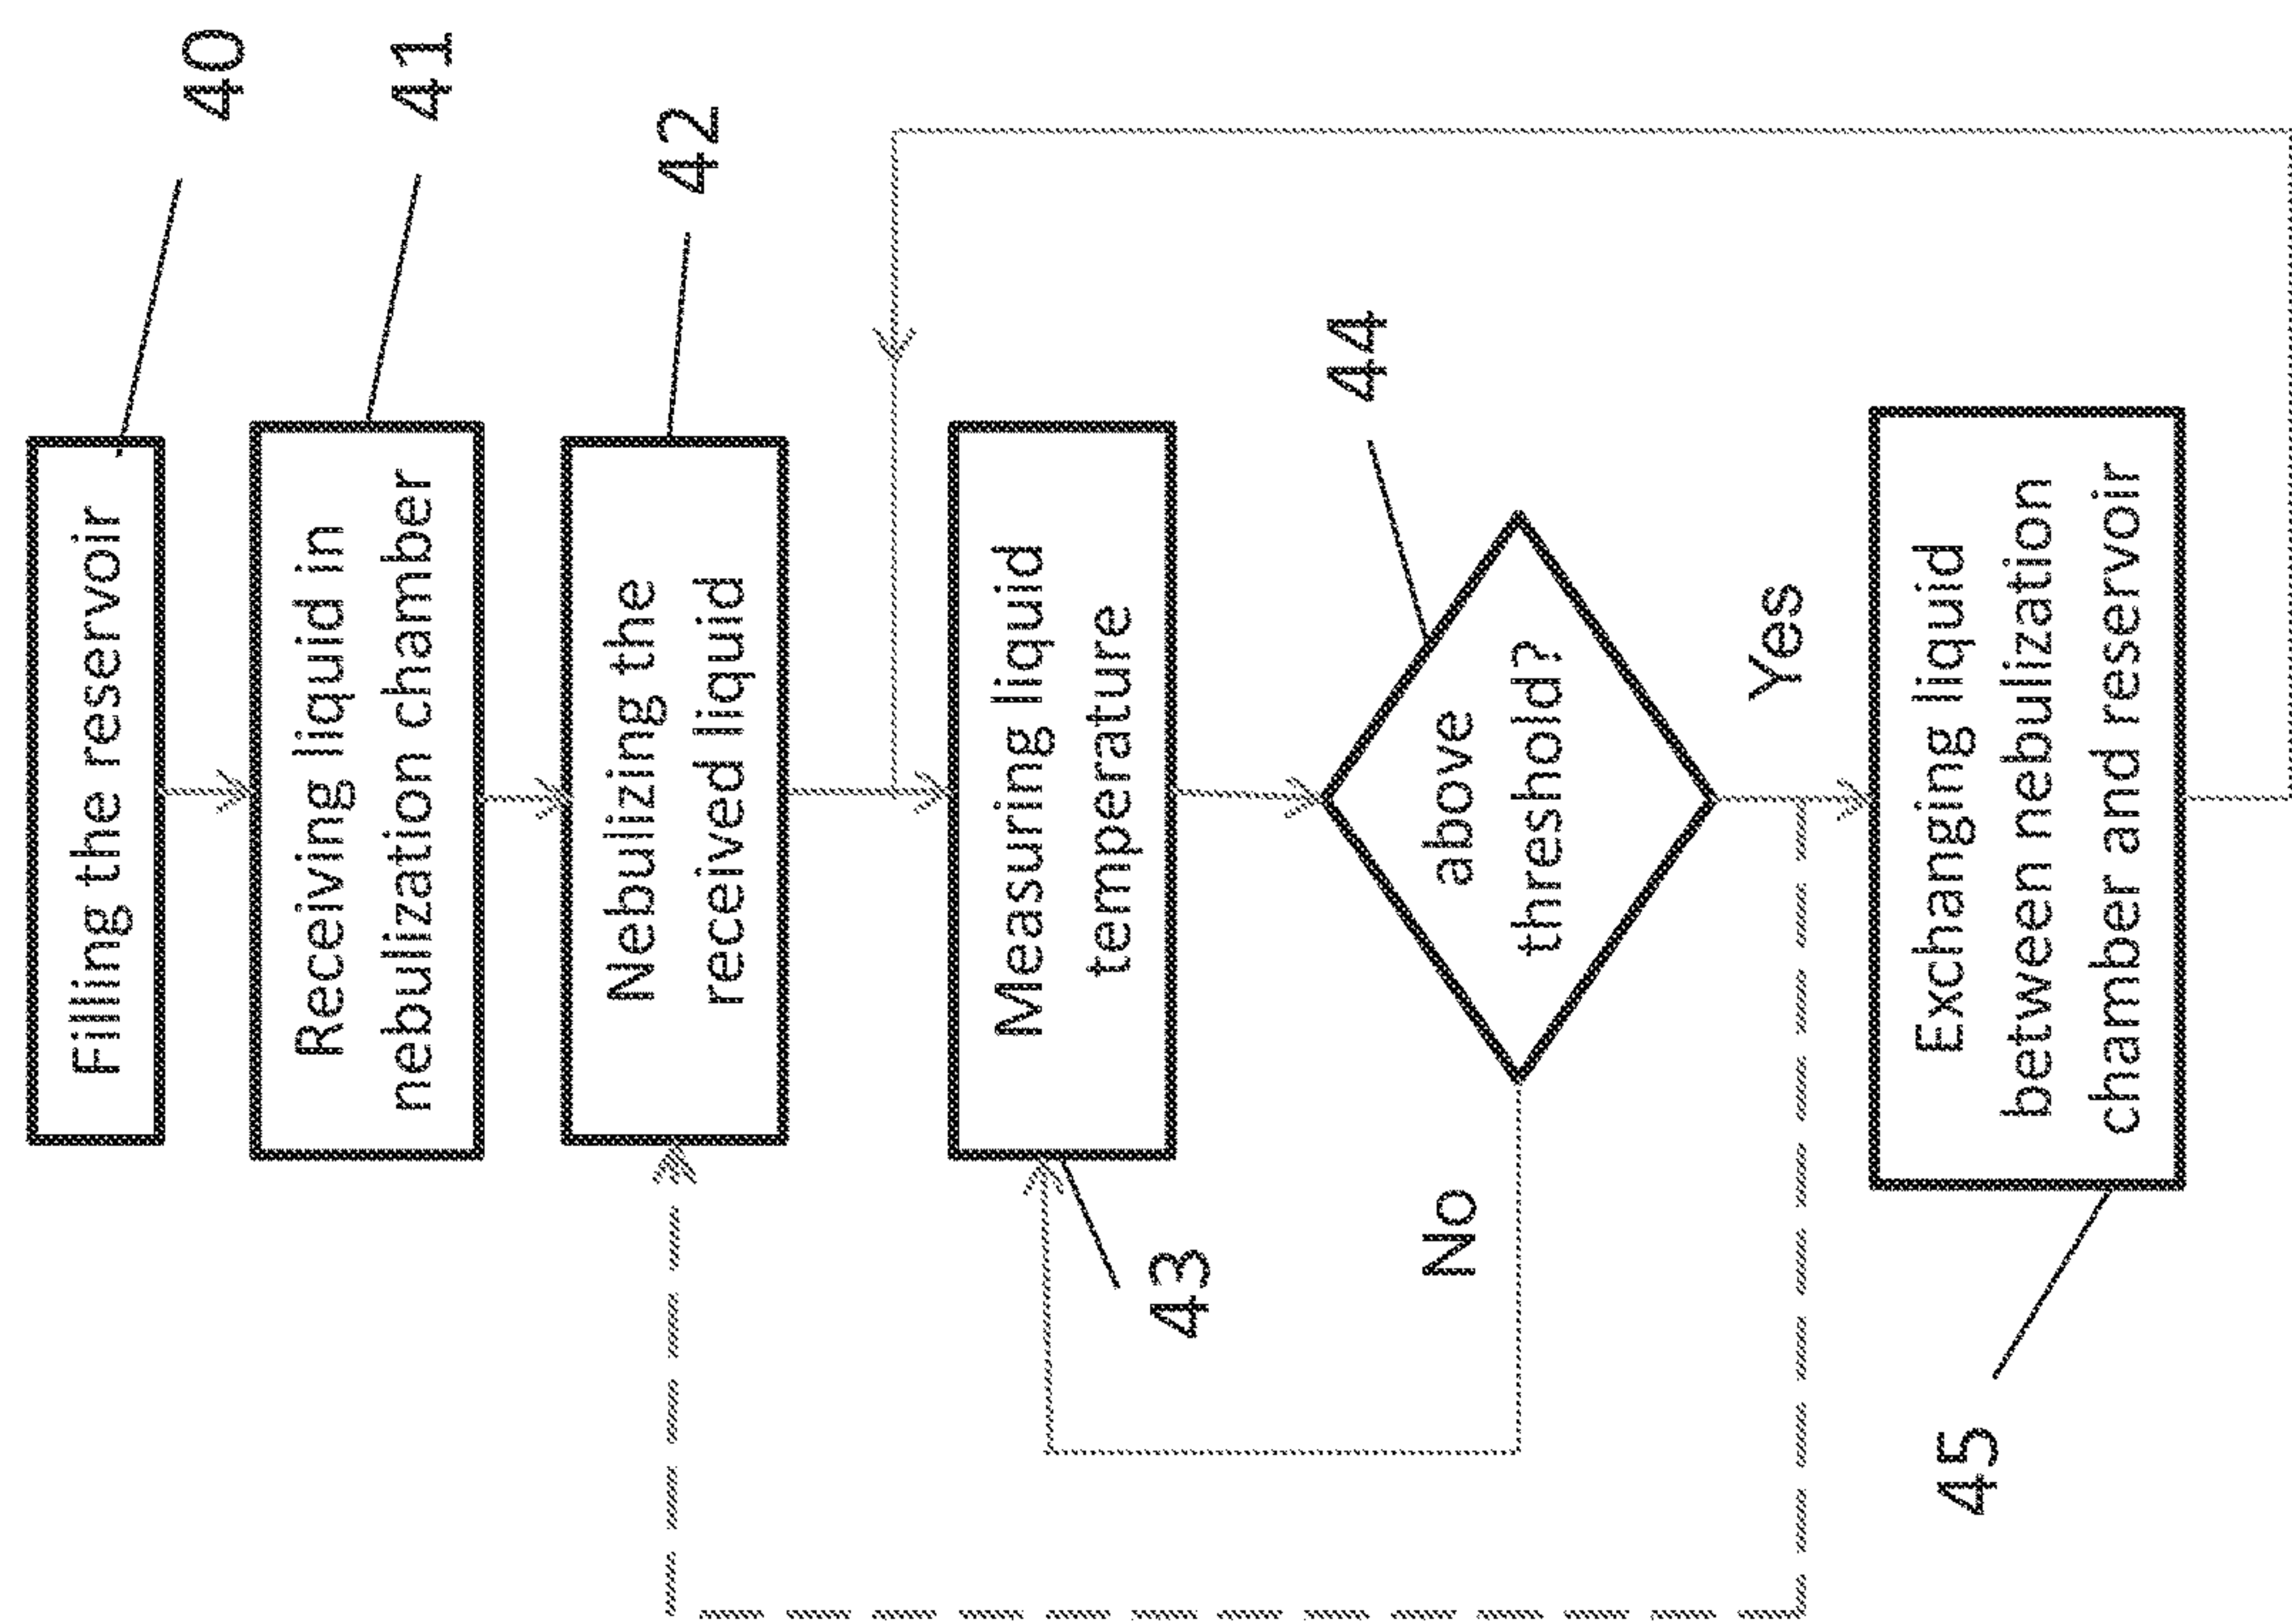 Filling the reservoir
40
Receiving liquid in
nebulization chamber
41
Nebulizing the
received liquid
42
Measuring liquid
temperature
43
above
threshold?
44
No
Yes
Exchanging liquid
between nebulization
chamber and reservoir
45